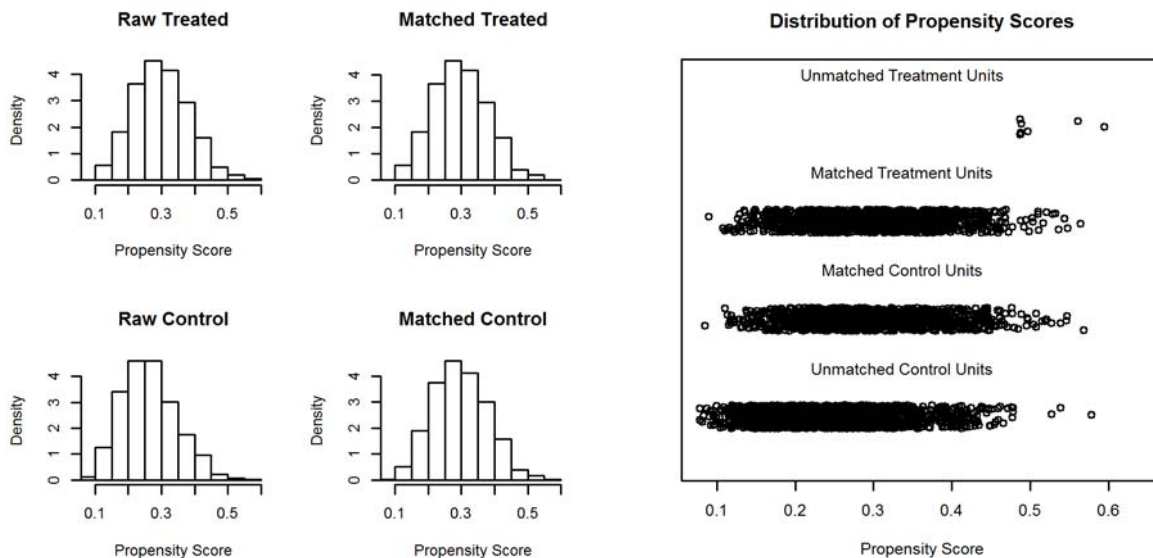 Raw Treated
Density
0 1 2 3 4
0.1 0.3 0.5
Propensity Score
Matched Treated
Density
0 1 2 3 4
0.1 0.3 0.5
Propensity Score
Raw Control
Density
0 1 2 3 4
0.1 0.3 0.5
Propensity Score
Matched Control
Density
0 1 2 3 4
0.1 0.3 0.5
Propensity Score
Distribution of Propensity Scores
Unmatched Treatment Units
Matched Treatment Units
Matched Control Units
Unmatched Control Units
0.1 0.2 0.3 0.4 0.5 0.6
Propensity Score